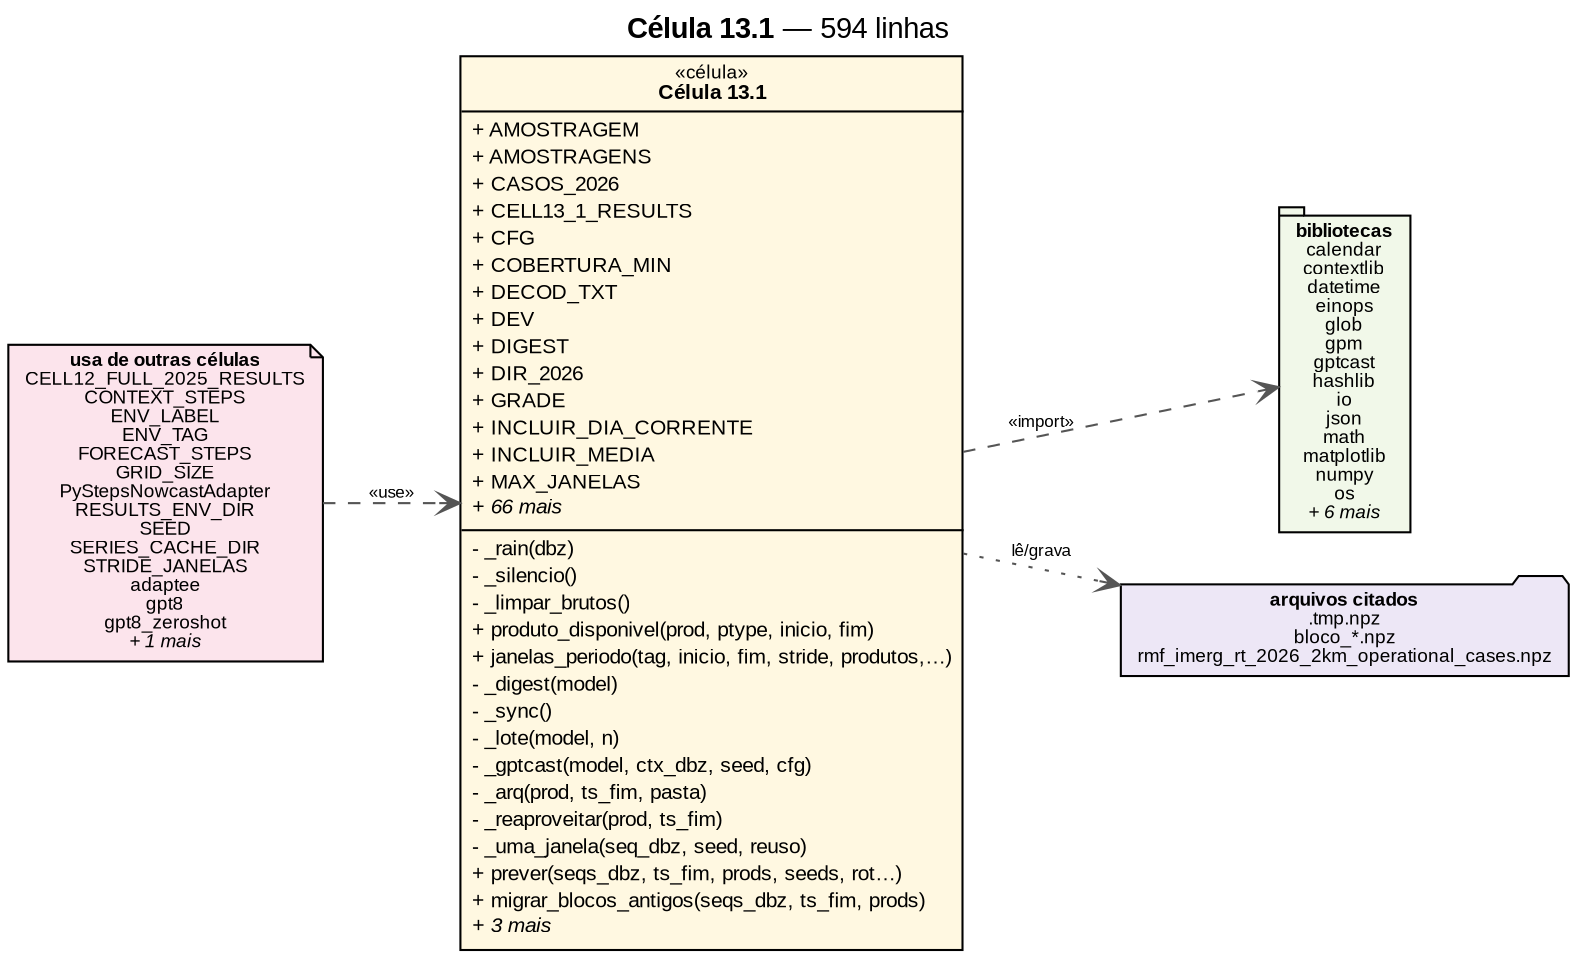 Célula 13.1 — 594 linhas
«célula»
Célula 13.1
+ AMOSTRAGEM
+ AMOSTRAGENS
+ CASOS_2026
+ CELL13_1_RESULTS
+ CFG
+ COBERTURA_MIN
+ DECOD_TXT
+ DEV
+ DIGEST
+ DIR_2026
+ GRADE
+ INCLUIR_DIA_CORRENTE
+ INCLUIR_MEDIA
+ MAX_JANELAS
+ 66 mais
- _rain(dbz)
- _silencio()
- _limpar_brutos()
+ produto_disponivel(prod, ptype, inicio, fim)
+ janelas_periodo(tag, inicio, fim, stride, produtos,…)
- _digest(model)
- _sync()
- _lote(model, n)
- _gptcast(model, ctx_dbz, seed, cfg)
- _arq(prod, ts_fim, pasta)
- _reaproveitar(prod, ts_fim)
- _uma_janela(seq_dbz, seed, reuso)
+ prever(seqs_dbz, ts_fim, prods, seeds, rot…)
+ migrar_blocos_antigos(seqs_dbz, ts_fim, prods)
+ 3 mais
usa de outras células
CELL12_FULL_2025_RESULTS
CONTEXT_STEPS
ENV_LABEL
ENV_TAG
FORECAST_STEPS
GRID_SIZE
PyStepsNowcastAdapter
RESULTS_ENV_DIR
SEED
SERIES_CACHE_DIR
STRIDE_JANELAS
adaptee
gpt8
gpt8_zeroshot
+ 1 mais
«use»
«import»
lê/grava
bibliotecas
calendar
contextlib
datetime
einops
glob
gpm
gptcast
hashlib
io
json
math
matplotlib
numpy
os
+ 6 mais
arquivos citados
.tmp.npz
bloco_*.npz
rmf_imerg_rt_2026_2km_operational_cases.npz